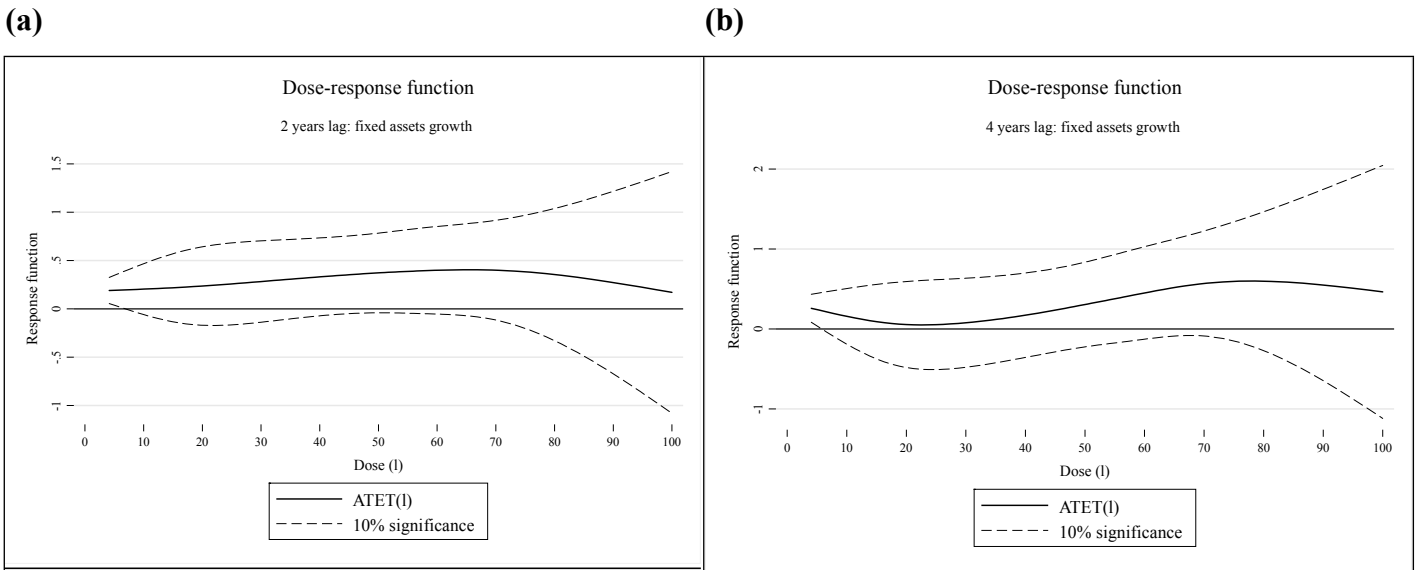 (a)
Dose-response function
2 years lag: fixed assets growth
Response function
1.5
1
.5
0
-.5
-1
0 10 20 30 40 50 60 70 80 90 100
Dose (l)
ATET(l)
10% significance
(b)
Dose-response function
4 years lag: fixed assets growth
Response function
2
1
0
-1
0 10 20 30 40 50 60 70 80 90 100
Dose (l)
ATET(l)
10% significance